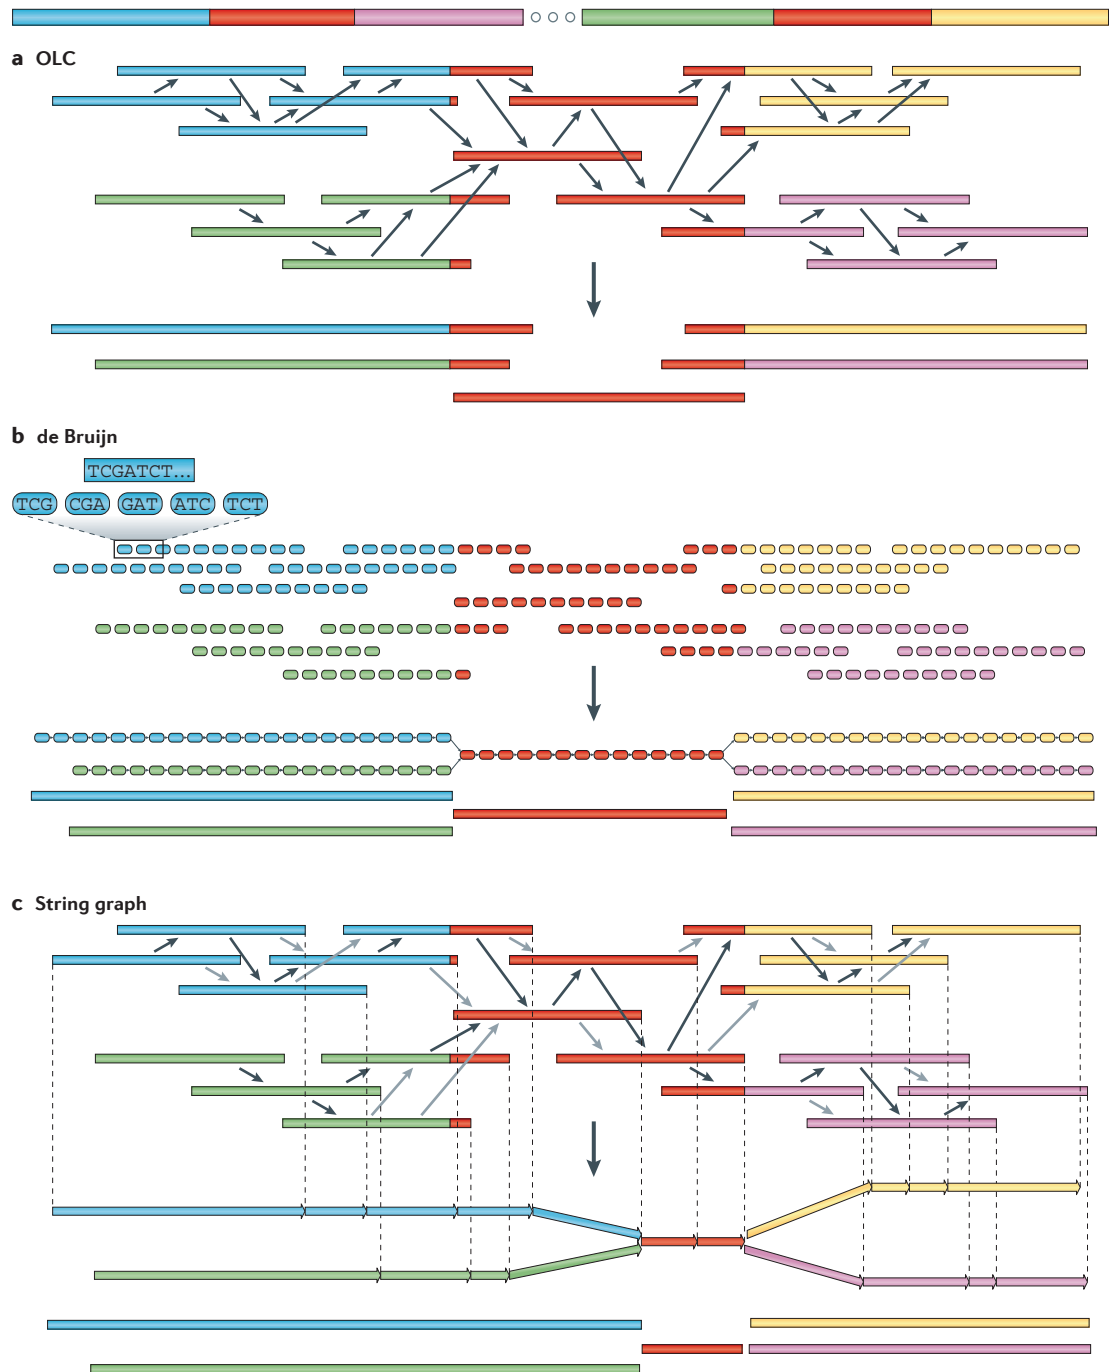 a OLC
b de Bruijn
TCGATCT...
TCG CGA GAT ATC TCT
c String graph